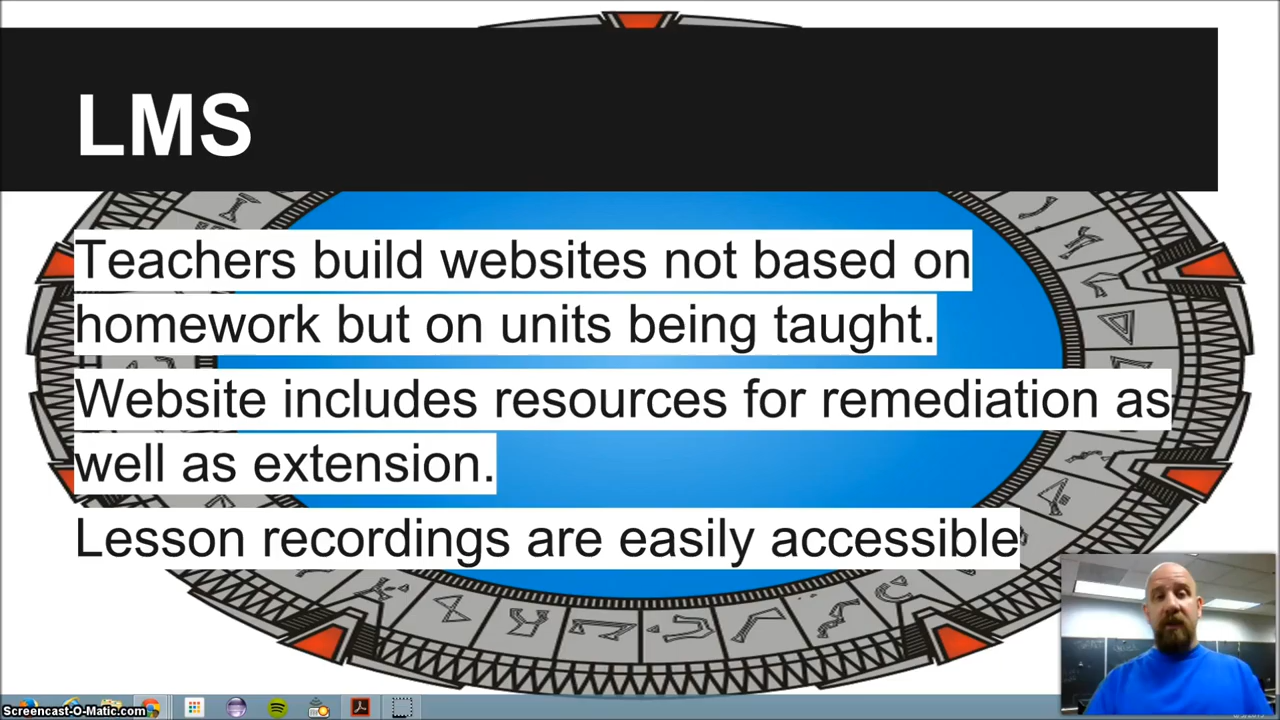 LMS
Teachers build websites not based on
homework but on units being taught.
Website includes resources for remediation as
well as extension.
Lesson recordings are easily accessible
Screencast-O-Matic.com